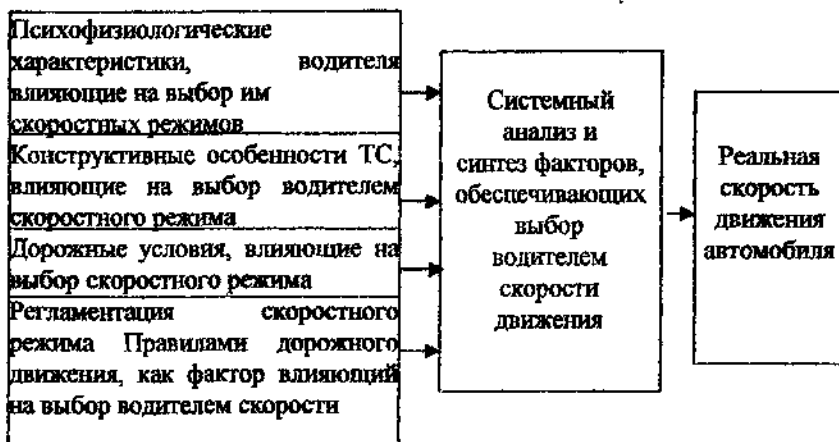 Психофизиологические
характеристики, водителя
влияющие на выбор им
скоростных режимов
Конструктивные особенности ТС,
влияющие на выбор водителем
скоростного режима
Дорожные условия, влияющие на
выбор скоростного режима
Регламентация скоростного
режима Правилами дорожного
движения, как фактор влияющий
на выбор водителем скорости
Системный
анализ и
синтез факторов,
обеспечивающих
выбор
водителем
скорости
движения
Реальная
скорость
движения
автомобиля